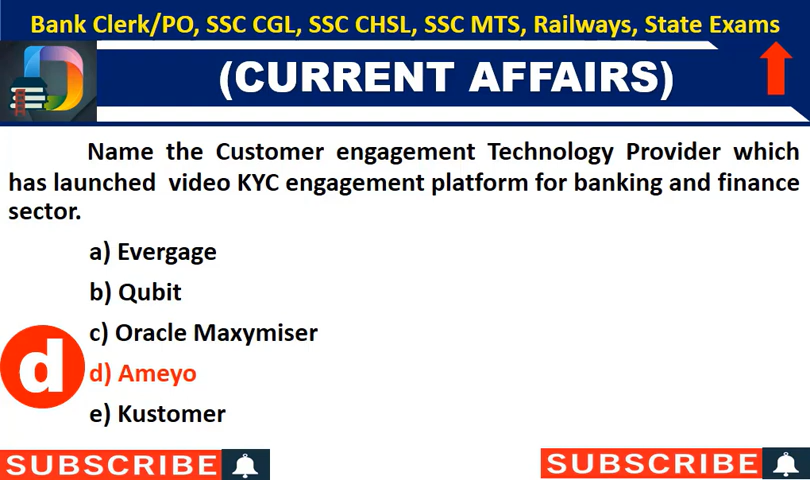 Bank Clerk/PO, SSC CGL, SSC CHSL, SSC MTS, Railways, State Exams
(CURRENT AFFAIRS)
Name the Customer engagement Technology Provider which
has launched video KYC engagement platform for banking and finance
sector.
a) Evergage
b) Qubit
c) Oracle Maxymiser
d
d) Ameyo
e) Kustomer
SUBSCRIBE
SUBSCRIBE